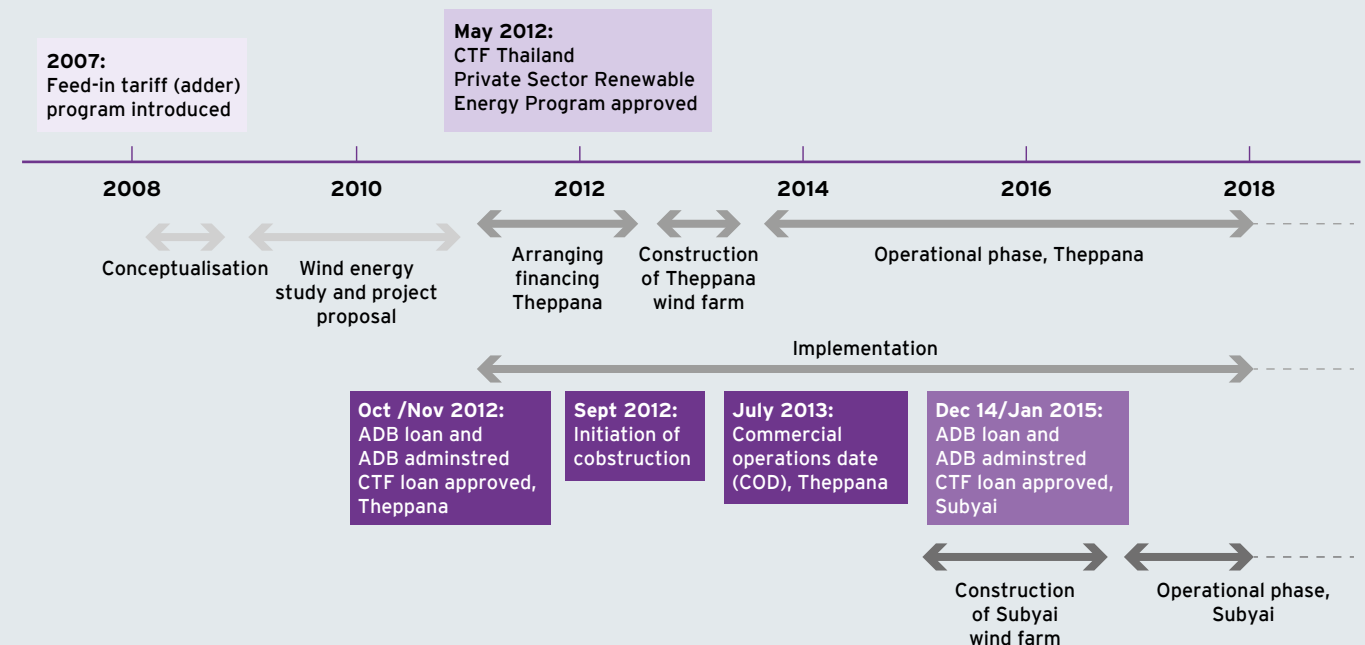 2007:
Feed-in tariff (adder)
program introduced
May 2012:
CTF Thailand
Private Sector Renewable
Energy Program approved
2008
2010
2012
2014
2016
2018
Conceptualisation
Wind energy
study and project
proposal
Arranging
financing
Theppana
Construction
of Theppana
wind farm
Operational phase, Theppana
Implementation
Oct /Nov 2012:
ADB loan and
ADB adminstred
CTF loan approved,
Theppana
Sept 2012:
Initiation of
cobstruction
July 2013:
Commercial
operations date
(COD), Theppana
Dec 14/Jan 2015:
ADB loan and
ADB adminstred
CTF loan approved,
Subyai
Construction
of Subyai
wind farm
Operational phase,
Subyai